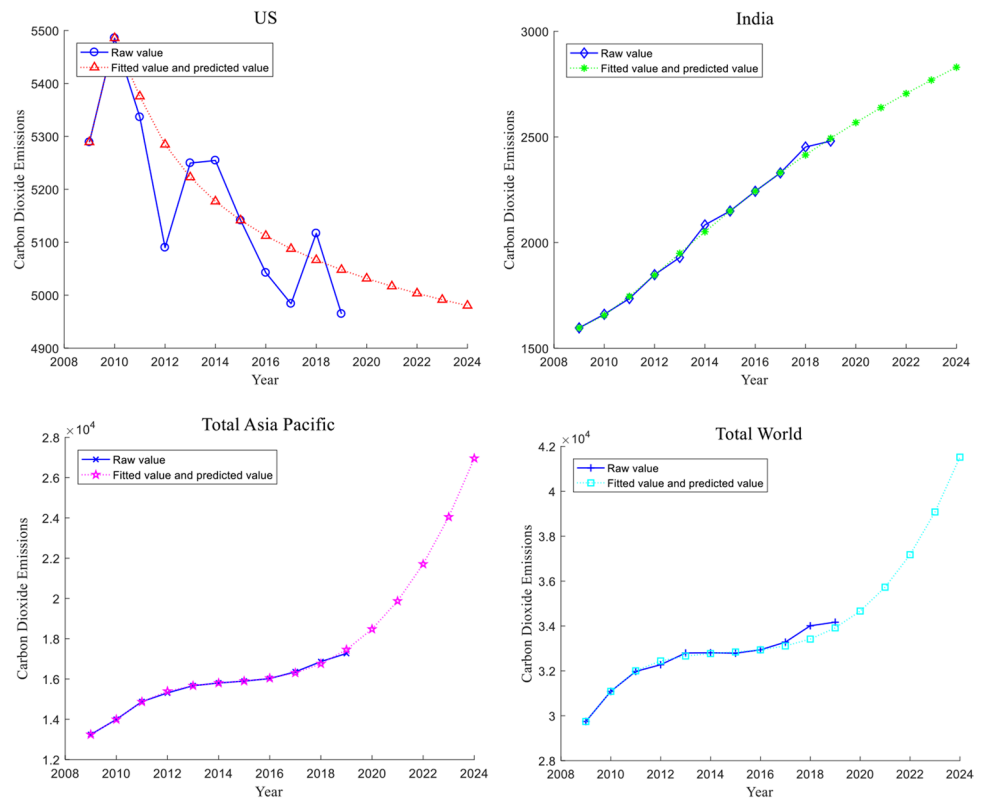 US
Raw value
Fitted value and predicted value
5500
5400
5300
5200
5100
5000
4900
Carbon Dioxide Emissions
2008 2010 2012 2014 2016 2018 2020 2022 2024
Year
India
Raw value
Fitted value and predicted value
3000
2500
2000
1500
Carbon Dioxide Emissions
2008 2010 2012 2014 2016 2018 2020 2022 2024
Year
Total Asia Pacific
×10⁴
Raw value
Fitted value and predicted value
2.8
2.6
2.4
2.2
2
1.8
1.6
1.4
1.2
Carbon Dioxide Emissions
2008 2010 2012 2014 2016 2018 2020 2022 2024
Year
Total World
×10⁴
Raw value
Fitted value and predicted value
4.2
4
3.8
3.6
3.4
3.2
3
2.8
Carbon Dioxide Emissions
2008 2010 2012 2014 2016 2018 2020 2022 2024
Year